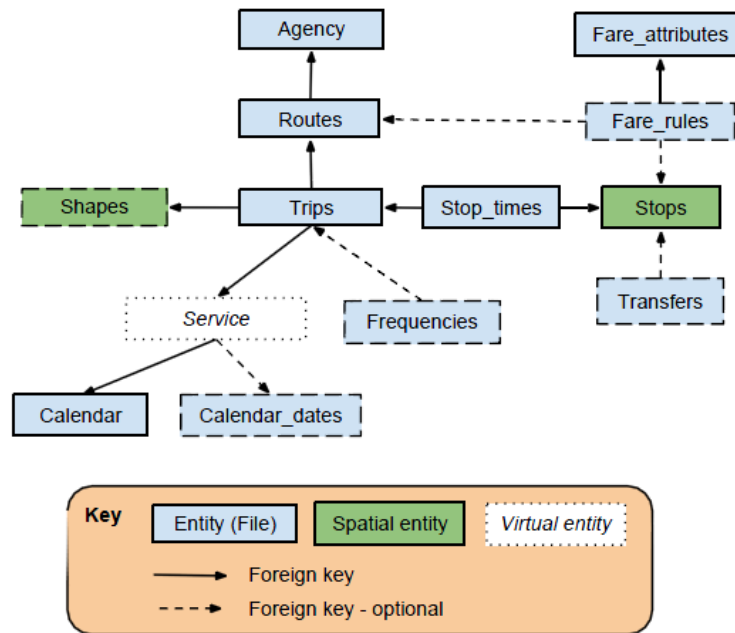 Agency
Fare_attributes
Routes
Fare_rules
Shapes
Trips
Stop_times
Stops
Service
Frequencies
Transfers
Calendar
Calendar_dates
Key
Entity (File)
Spatial entity
Virtual entity
Foreign key
Foreign key - optional